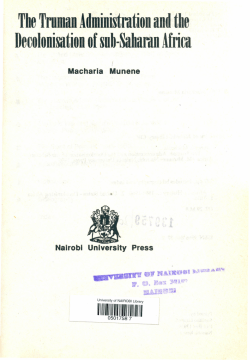 The Truman Administration and the
Decolonisation of sub-Saharan Africa
Macharia Munene
Nairobi University Press
UNIVERSITY OF NAIROBI
P. O. Box
NAIROBI
University of NAIROBI Library